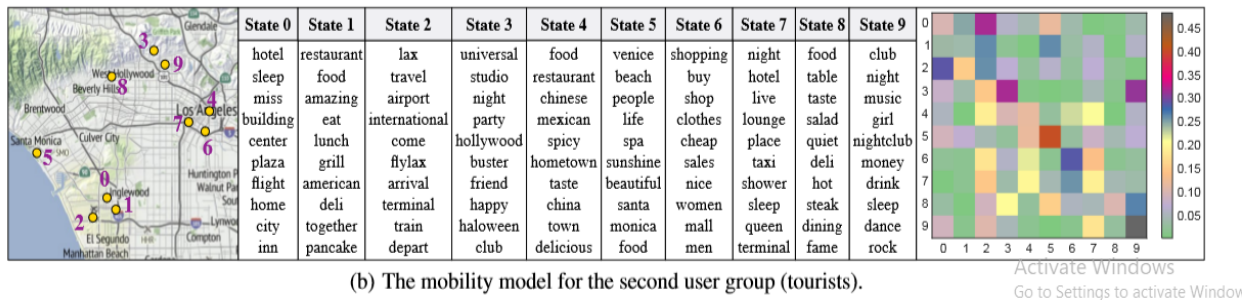 State 0 State 1 State 2 State 3 State 4 State 5 State 6 State 7 State 8 State 9
hotel restaurant lax universal food venice shopping night food club
sleep food travel studio restaurant beach buy hotel table night
miss amazing airport night chinese people shop live taste music
building eat international party mexican life clothes lounge salad girl
center lunch come hollywood spicy spa cheap place quiet nightclub
plaza grill flylax buster hometown sunshine sales taxi deli money
flight american arrival friend taste beautiful nice shower hot drink
home deli terminal happy china santa women sleep steak sleep
city together train haloween town monica mall queen dining dance
inn pancake depart club delicious food men terminal fame rock
Glendale
3
9
West Hollywood
8
Beverly Hills
Brentwood
4
Los Angeles
7
Santa Monica
Culver City
6
5
Huntington P
Walnut Pa
0
Inglewood
1
2
Lynwo
El Segundo
Compton
Manhattan Beach
0
1
2
3
4
5
6
7
8
9
0 1 2 3 4 5 6 7 8 9
0.45
0.40
0.35
0.30
0.25
0.20
0.15
0.10
0.05
(b) The mobility model for the second user group (tourists).
Activate Windows
Go to Settings to activate Window